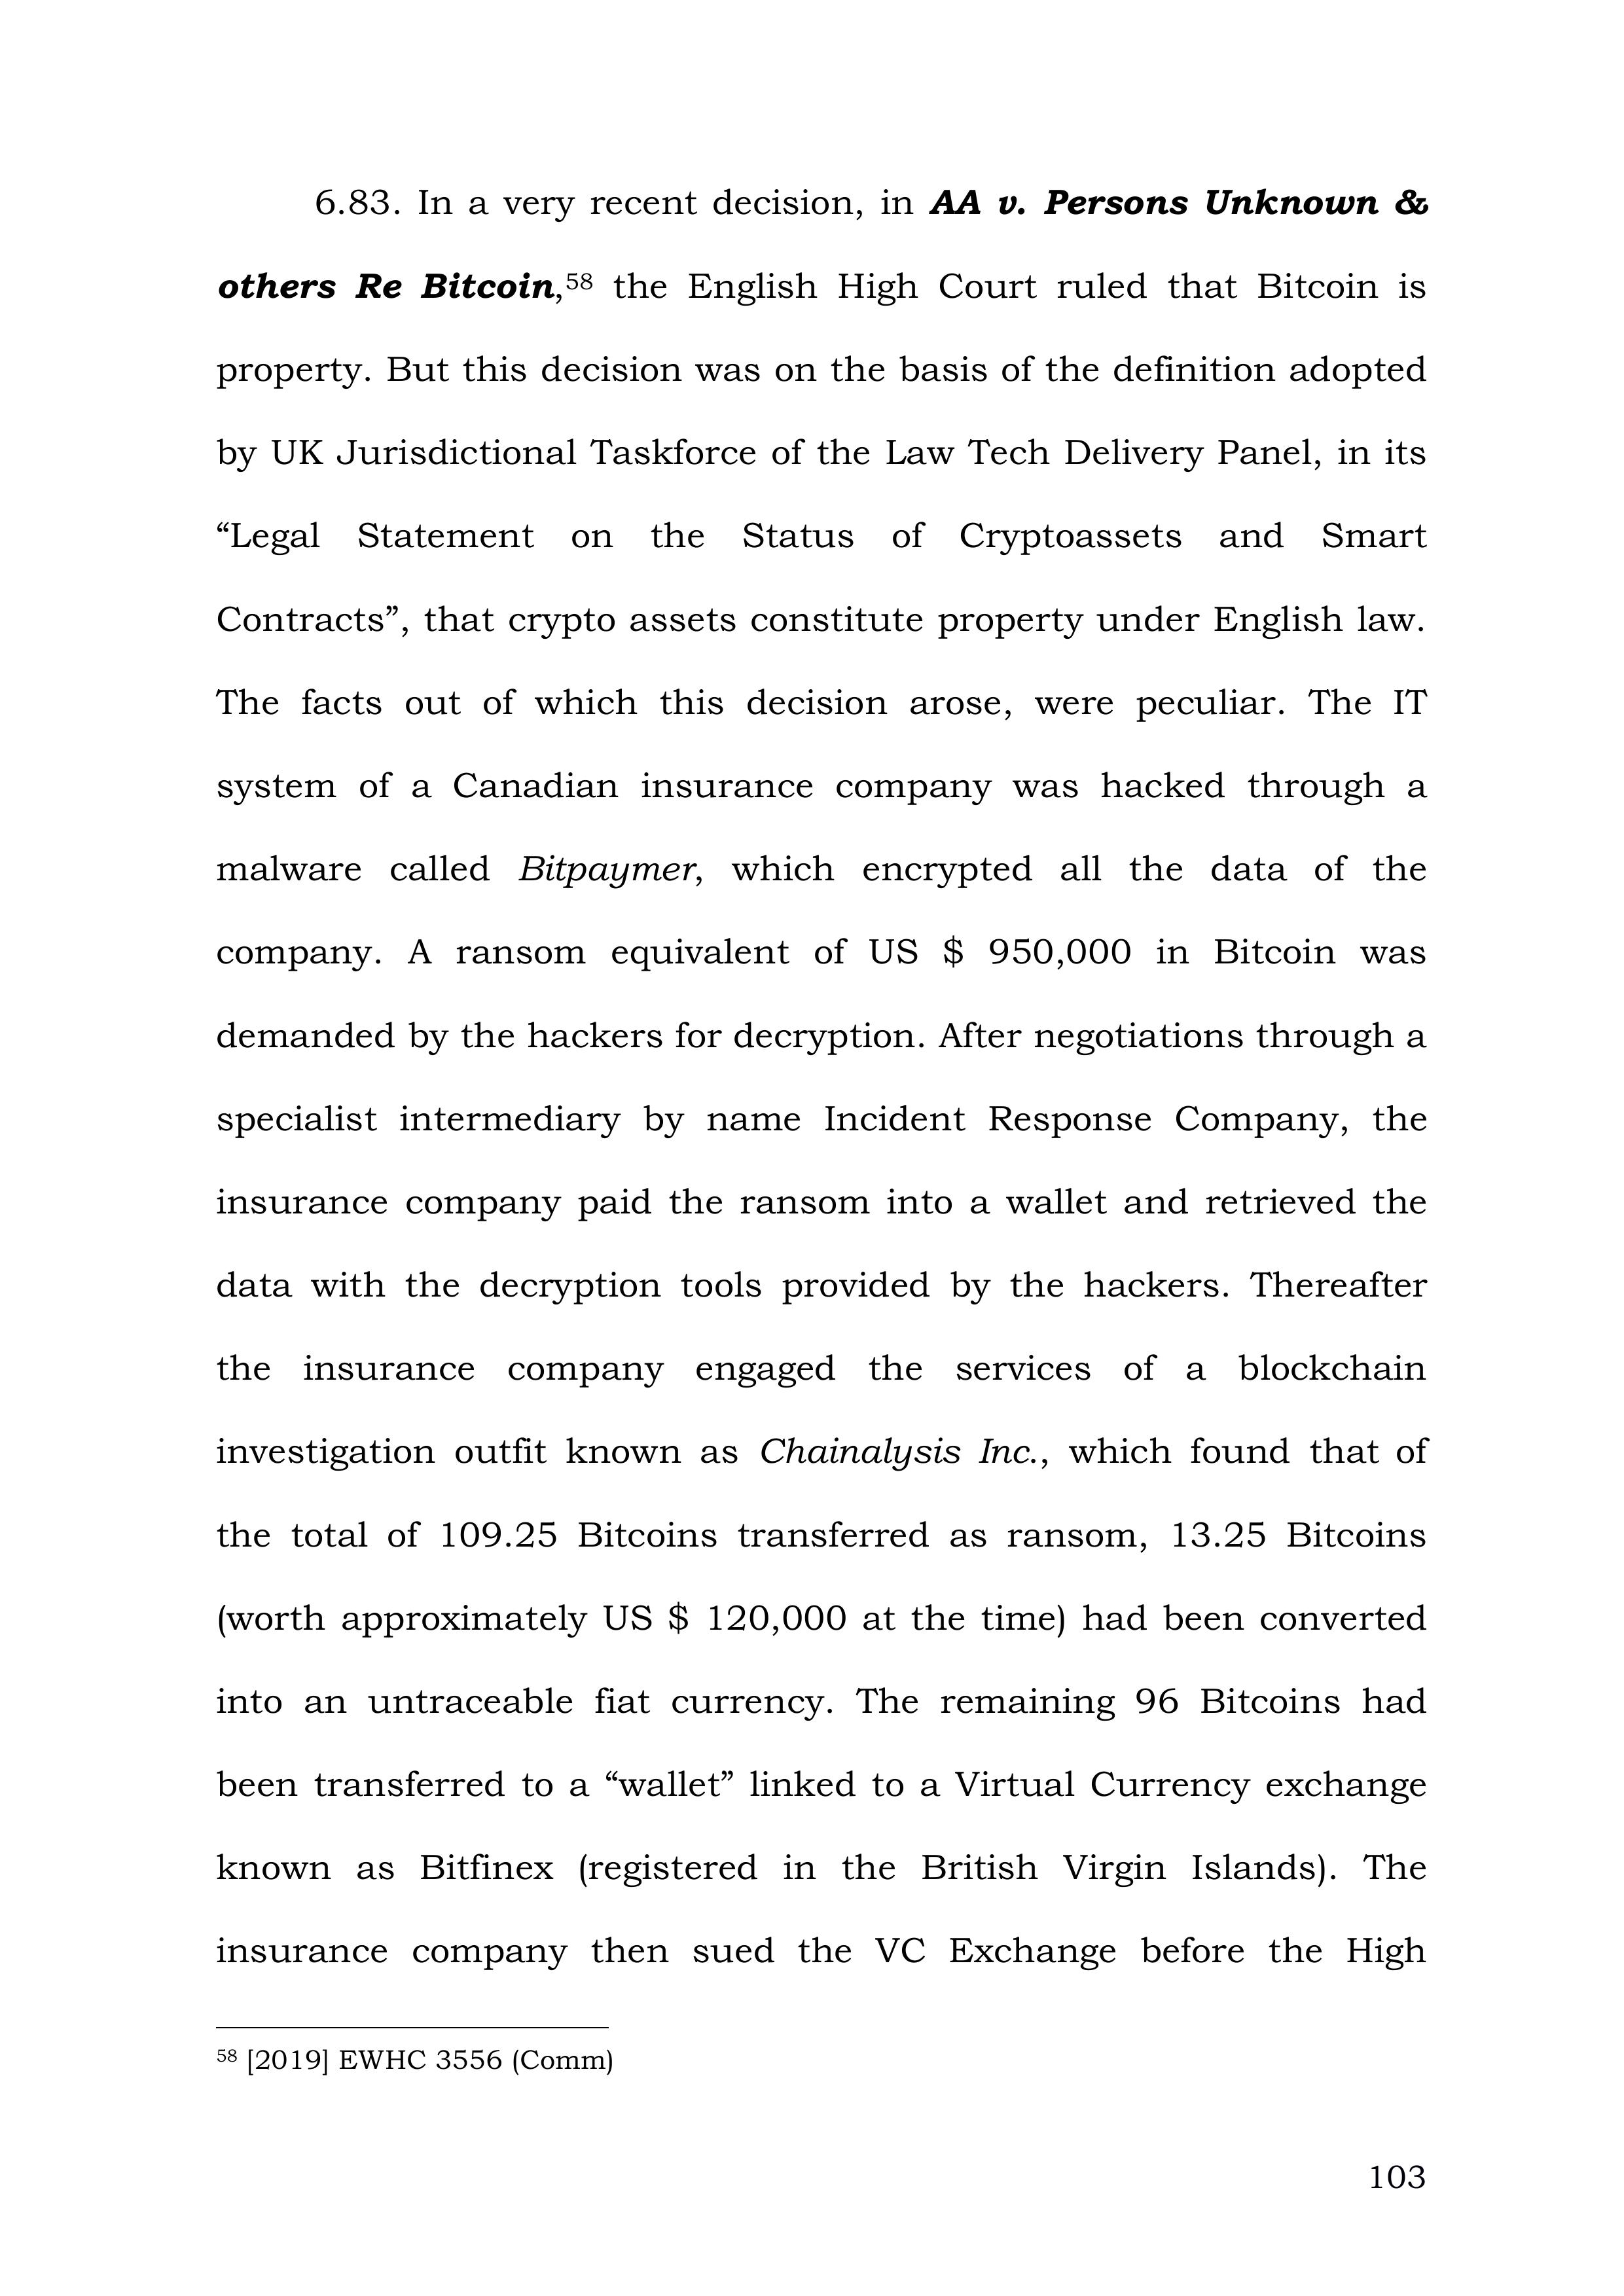 6.83. In a very recent decision, in AA v. Persons Unknown &
others Re Bitcoin,58 the English High Court ruled that Bitcoin is
property. But this decision was on the basis of the definition adopted
by UK Jurisdictional Taskforce of the Law Tech Delivery Panel, in its
“Legal Statement on the Status of Cryptoassets and Smart
Contracts”, that crypto assets constitute property under English law.
The facts out of which this decision arose, were peculiar. The IT
system of a Canadian insurance company was hacked through a
malware called Bitpaymer, which encrypted all the data of the
company. A ransom equivalent of US $ 950,000 in Bitcoin was
demanded by the hackers for decryption. After negotiations through a
specialist intermediary by name Incident Response Company, the
insurance company paid the ransom into a wallet and retrieved the
data with the decryption tools provided by the hackers. Thereafter
the insurance company engaged the services of a blockchain
investigation outfit known as Chainalysis Inc., which found that of
the total of 109.25 Bitcoins transferred as ransom, 13.25 Bitcoins
(worth approximately US $ 120,000 at the time) had been converted
into an untraceable fiat currency. The remaining 96 Bitcoins had
been transferred to a “wallet” linked to a Virtual Currency exchange
known as Bitfinex (registered in the British Virgin Islands). The
insurance company then sued the VC Exchange before the High
58 [2019] EWHC 3556 (Comm)
103